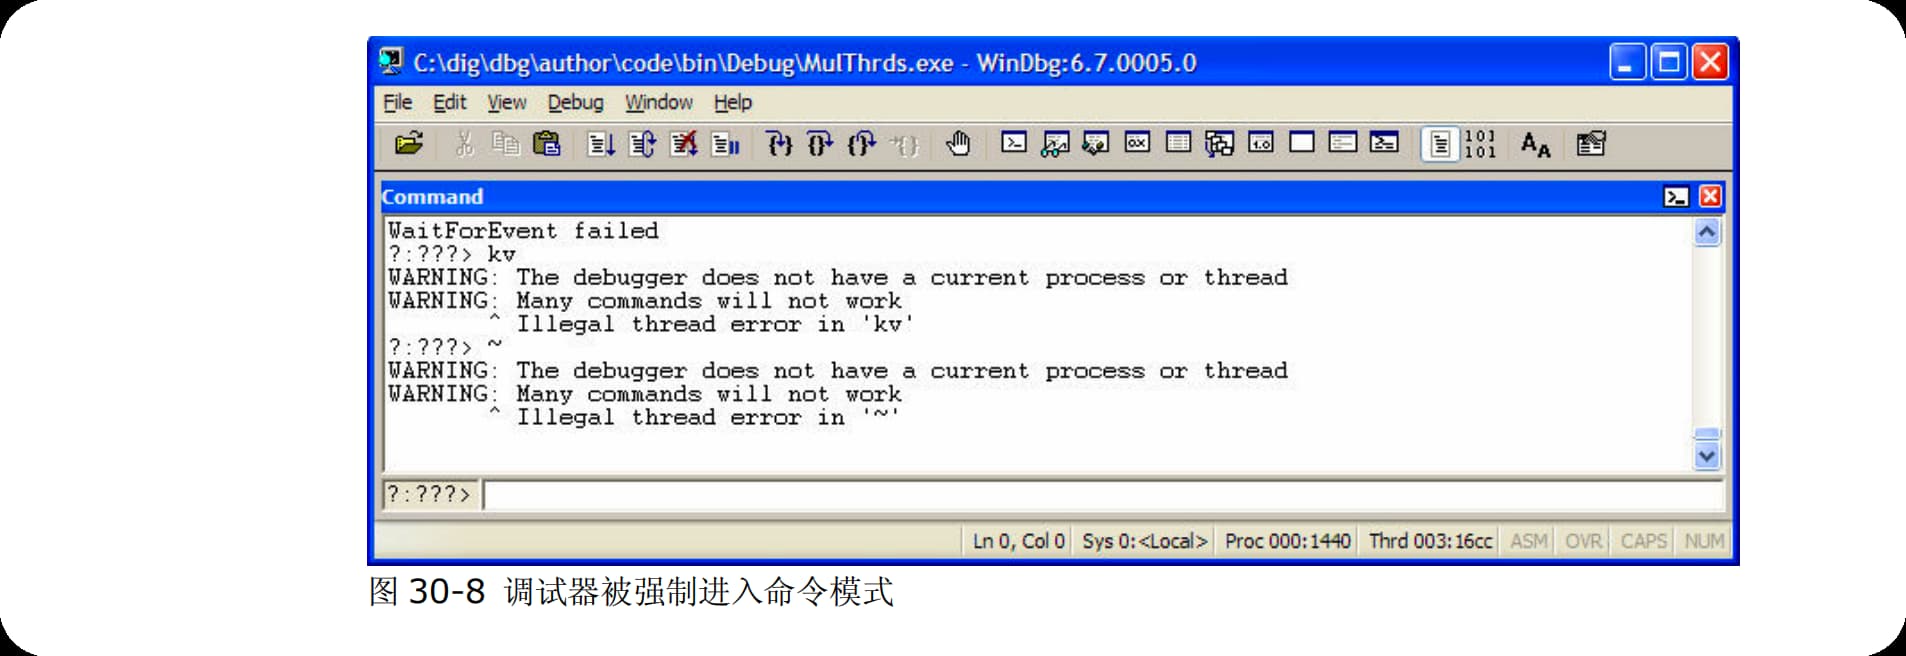 C:\dig\dbg\author\code\bin\Debug\MulThrds.exe - WinDbg:6.7.0005.0
File Edit View Debug Window Help
101
101
AA
Command
WaitForEvent failed
?:???> kv
WARNING: The debugger does not have a current process or thread
WARNING: Many commands will not work
^ Illegal thread error in 'kv'
?:???> ~
WARNING: The debugger does not have a current process or thread
WARNING: Many commands will not work
^ Illegal thread error in '~'
?:???>
Ln 0, Col 0 Sys 0:<Local> Proc 000:1440 Thrd 003:16cc ASM OVR CAPS NUM
图 30-8 调试器被强制进入命令模式